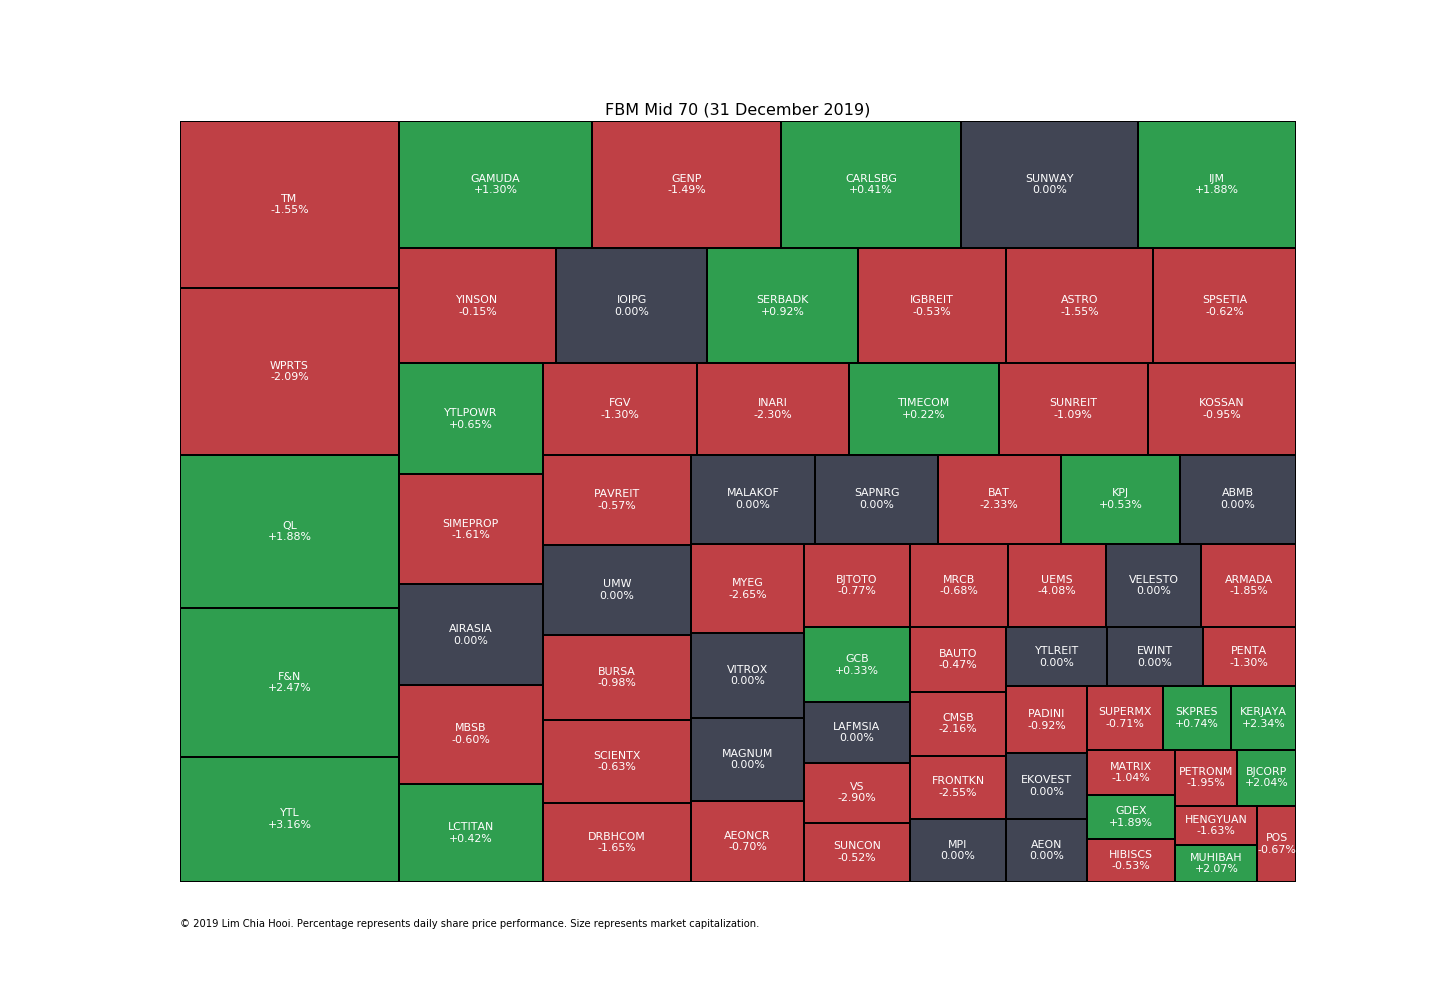 FBM Mid 70 (31 December 2019)
TM
-1.55%
WPRTS
-2.09%
QL
+1.88%
F&N
+2.47%
YTL
+3.16%
GAMUDA
+1.30%
GENP
-1.49%
CARLSBG
+0.41%
SUNWAY
0.00%
IJM
+1.88%
YINSON
-0.15%
IOIPG
0.00%
SERBADK
+0.92%
IGBREIT
-0.53%
ASTRO
-1.55%
SPSETIA
-0.62%
YTLPOWR
+0.65%
SIMEPROP
-1.61%
AIRASIA
0.00%
MBSB
-0.60%
LCTITAN
+0.42%
FGV
-1.30%
INARI
-2.30%
TIMECOM
+0.22%
SUNREIT
-1.09%
KOSSAN
-0.95%
PAVREIT
-0.57%
UMW
0.00%
BURSA
-0.98%
SCIENTX
-0.63%
DRBHCOM
-1.65%
MALAKOF
0.00%
SAPNRG
0.00%
BAT
-2.33%
KPJ
+0.53%
ABMB
0.00%
MYEG
-2.65%
VITROX
0.00%
MAGNUM
0.00%
AEONCR
-0.70%
BJTOTO
-0.77%
MRCB
-0.68%
UEMS
-4.08%
VELESTO
0.00%
ARMADA
-1.85%
GCB
+0.33%
LAFMSIA
0.00%
VS
-2.90%
SUNCON
-0.52%
BAUTO
-0.47%
CMSB
-2.16%
FRONTKN
-2.55%
MPI
0.00%
YTLREIT
0.00%
EWINT
0.00%
PENTA
-1.30%
PADINI
-0.92%
EKOVEST
0.00%
AEON
0.00%
SUPERMX
-0.71%
SKPRES
+0.74%
KERJAYA
+2.34%
MATRIX
-1.04%
GDEX
+1.89%
HIBISCS
-0.53%
PETRONM
-1.95%
BJCORP
+2.04%
HENGYUAN
-1.63%
MUHIBAH
+2.07%
POS
-0.67%
© 2019 Lim Chia Hooi. Percentage represents daily share price performance. Size represents market capitalization.